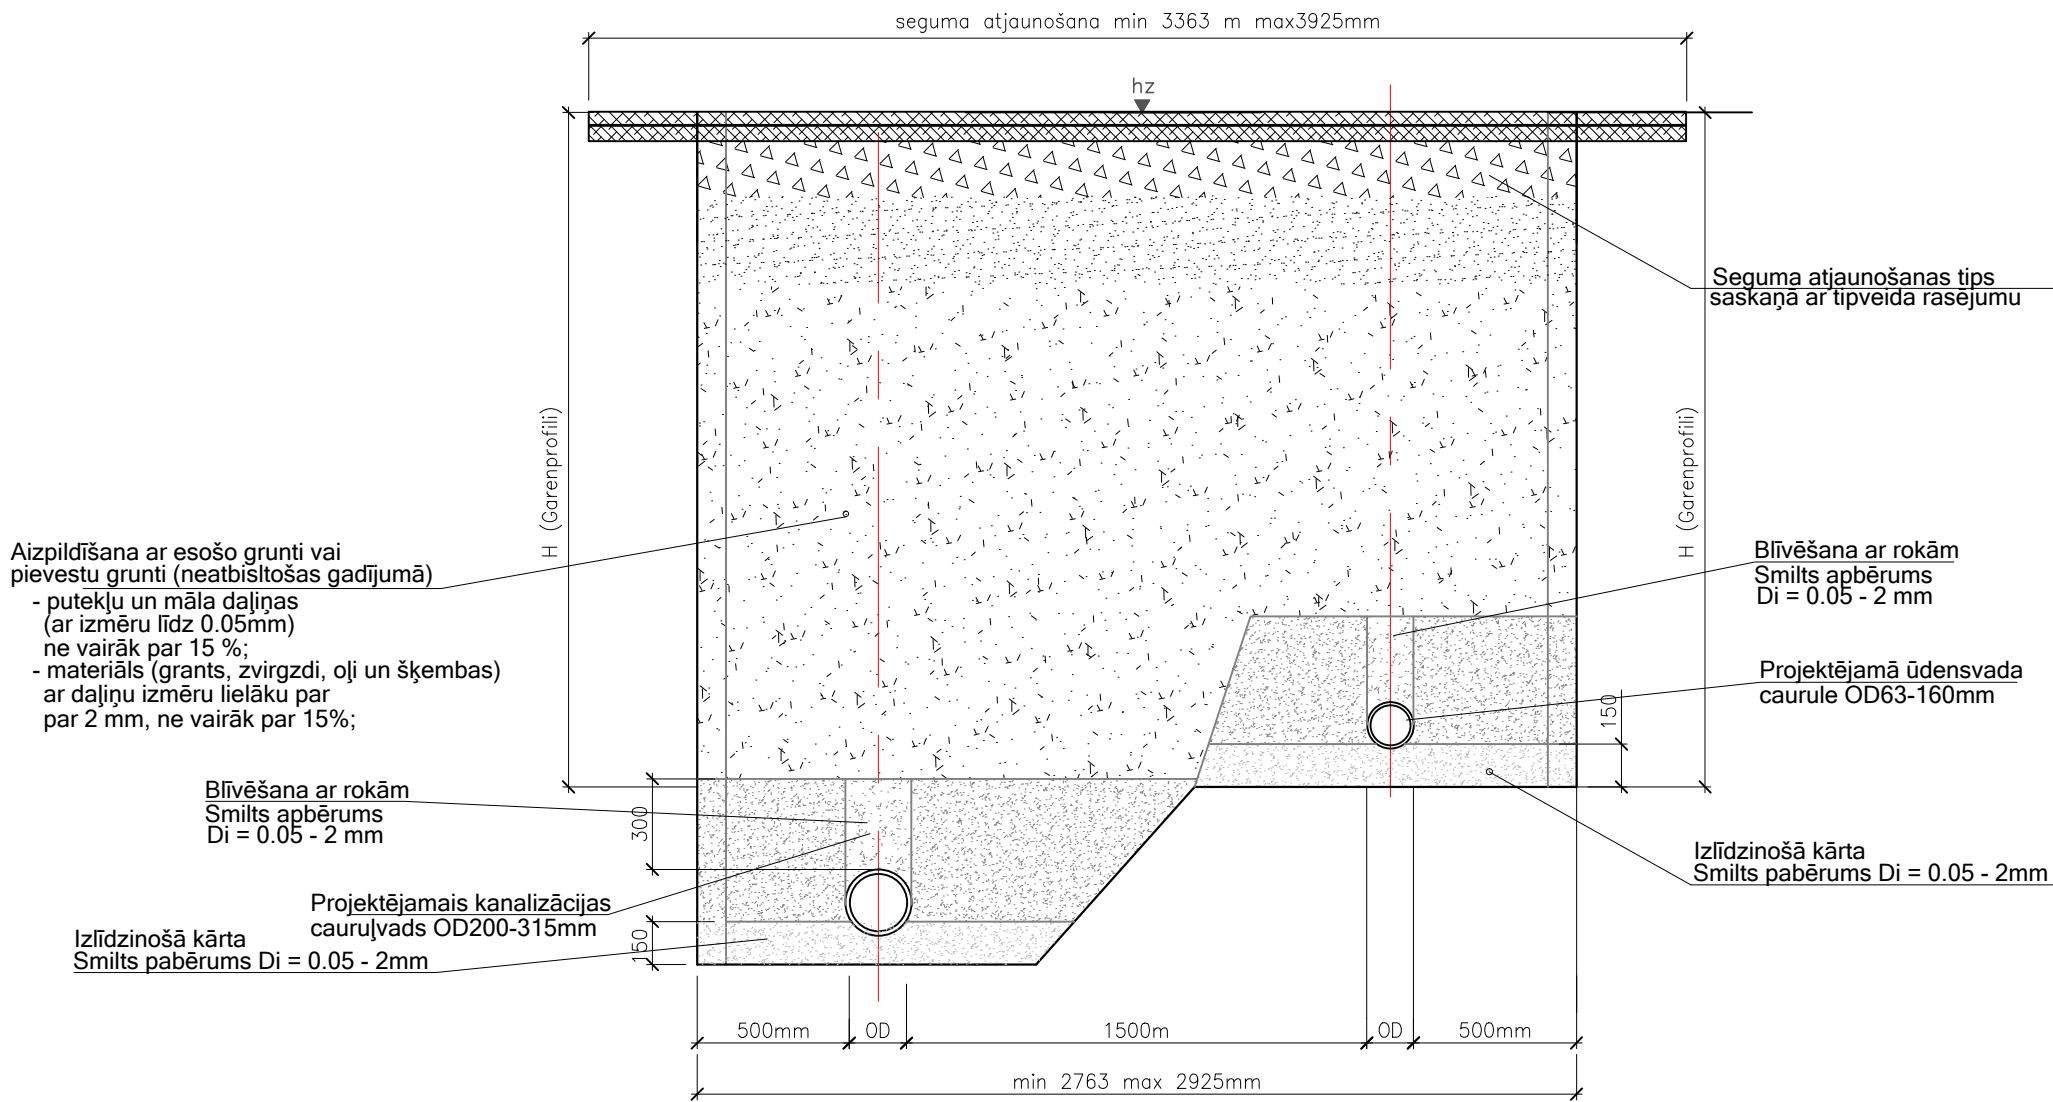 seguma atjaunošana min 3363 m max3925mm
hz
Seguma atjaunošanas tips
saskaņā ar tipveida rasējumu
H (Garenprofili)
H (Garenprofili)
Aizpildīšana ar esošo grunti vai
pievestu grunti (neatbisltošas gadījumā)
- putekļu un māla daļiņas
(ar izmēru līdz 0.05mm)
ne vairāk par 15 %;
- materiāls (grants, zvirgzdi, oļi un šķembas)
ar daļiņu izmēru lielāku par
par 2 mm, ne vairāk par 15%;
Blīvēšana ar rokām
Smilts apbērums
Di = 0.05 - 2 mm
Projektējamā ūdensvada
caurule OD63-160mm
150
Blīvēšana ar rokām
Smilts apbērums
Di = 0.05 - 2 mm
300
Izlīdzinošā kārta
Smilts pabērums Di = 0.05 - 2mm
Projektējamais kanalizācijas
cauruļvads OD200-315mm
Izlīdzinošā kārta
Smilts pabērums Di = 0.05 - 2mm
150
500mm OD 1500m OD 500mm
min 2763 max 2925mm